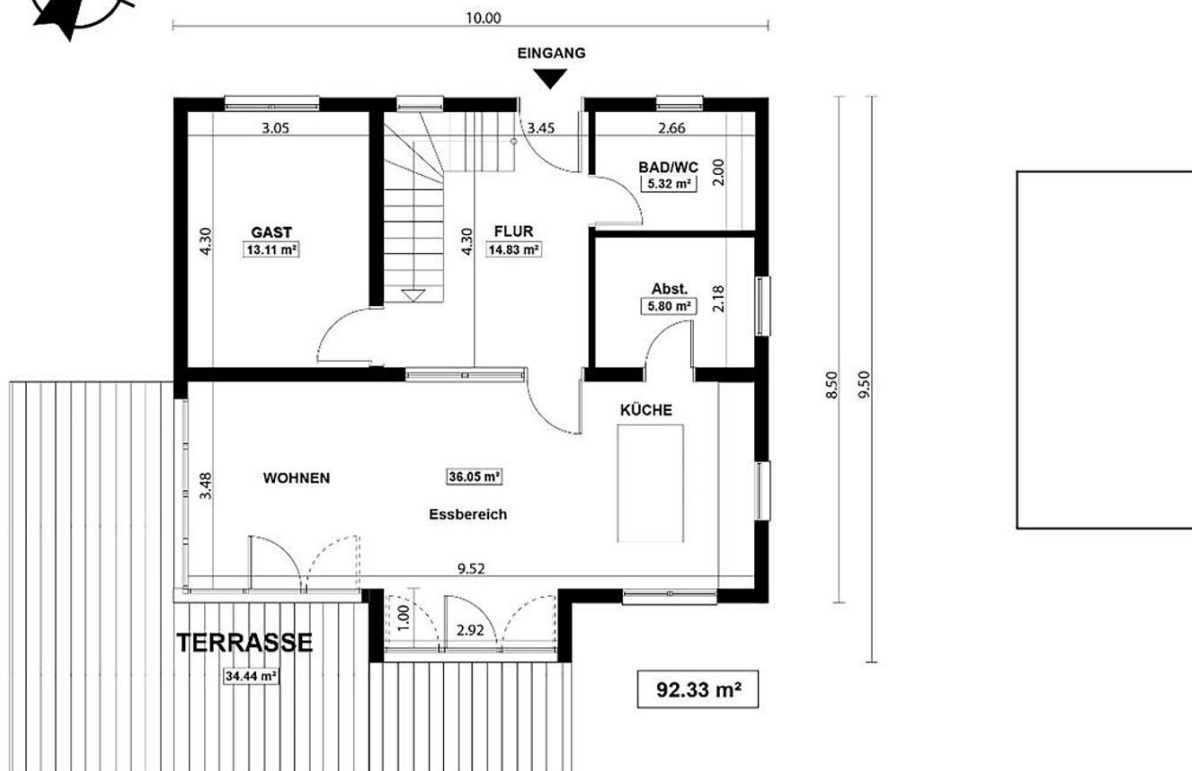 10.00
EINGANG
3.05
3.45
2.66
BAD/WC
5.32 m²
2.00
GAST
13.11 m²
4.30
FLUR
14.83 m²
4.30
Abst.
5.80 m²
2.18
8.50
9.50
KÜCHE
WOHNEN
36.05 m²
3.48
Essbereich
9.52
1.00
2.92
TERRASSE
34.44 m²
92.33 m²